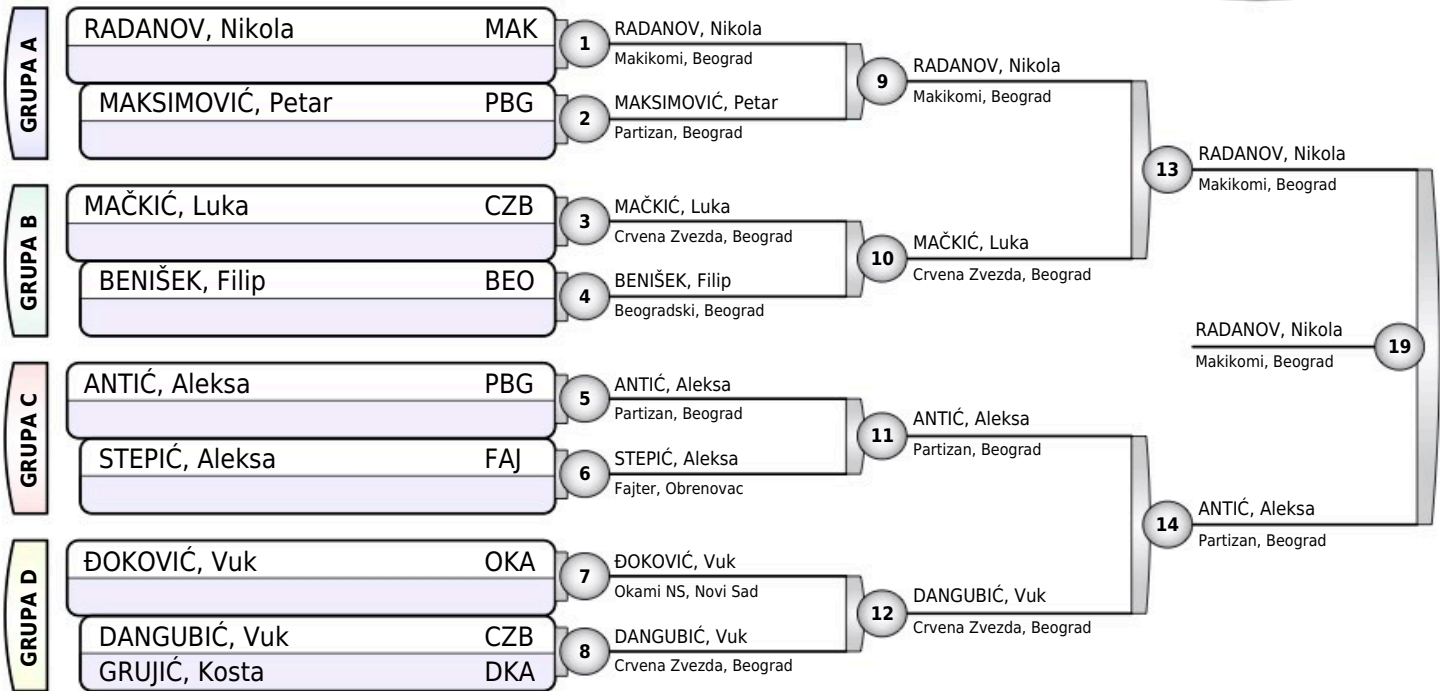 GRUPA A
RADANOV, Nikola MAK
MAKSIMOVIĆ, Petar PBG
GRUPA B
MAČKIĆ, Luka CZB
BENIŠEK, Filip BEO
GRUPA C
ANTIĆ, Aleksa PBG
STEPIĆ, Aleksa FAJ
GRUPA D
ĐOKOVIĆ, Vuk OKA
DANGUBIĆ, Vuk CZB
GRUJIĆ, Kosta DKA
1
RADANOV, Nikola
Makikomi, Beograd
2
MAKSIMOVIĆ, Petar
Partizan, Beograd
3
MAČKIĆ, Luka
Crvena Zvezda, Beograd
4
BENIŠEK, Filip
Beogradski, Beograd
5
ANTIĆ, Aleksa
Partizan, Beograd
6
STEPIĆ, Aleksa
Fajter, Obrenovac
7
ĐOKOVIĆ, Vuk
Okami NS, Novi Sad
8
DANGUBIĆ, Vuk
Crvena Zvezda, Beograd
9
RADANOV, Nikola
Makikomi, Beograd
10
MAČKIĆ, Luka
Crvena Zvezda, Beograd
11
ANTIĆ, Aleksa
Partizan, Beograd
12
DANGUBIĆ, Vuk
Crvena Zvezda, Beograd
13
RADANOV, Nikola
Makikomi, Beograd
14
ANTIĆ, Aleksa
Partizan, Beograd
RADANOV, Nikola
Makikomi, Beograd
19